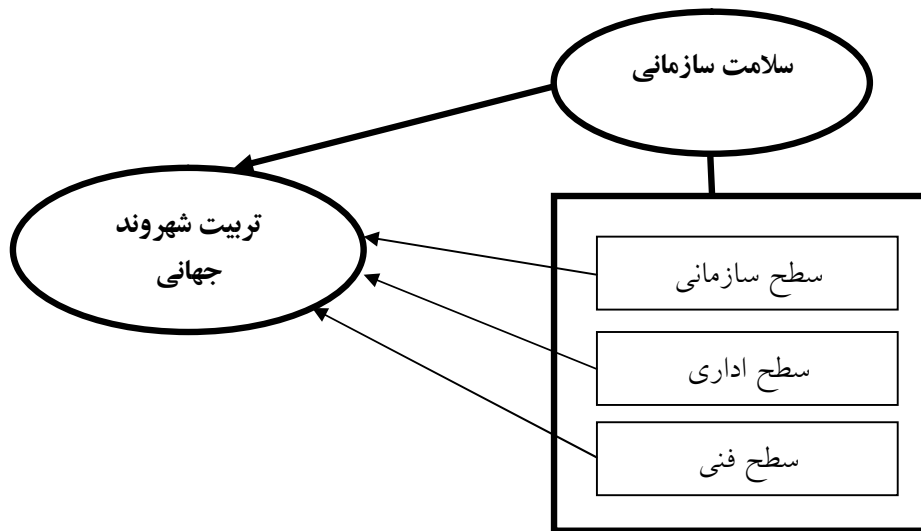 سلامت سازمانی
تربیت شهروند
جهانی
سطح سازمانی
سطح اداری
سطح فنی